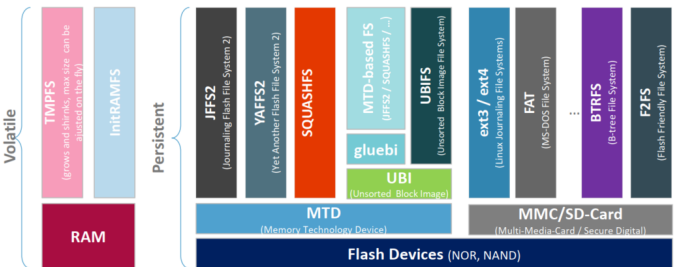 Volatile
TMPFS
(grows and shirnks, max size can be
ajusted on the fly)
InitRAMFS
RAM
Persistent
JFFS2
(Journaling Flash File System 2)
YAFFS2
(Yet Another Flash File System 2)
SQUASHFS
MTD-based FS
(JFFS2 / SQUASHFS / ...)
gluebi
UBIFS
(Unsorted Block Image File System)
UBI
(Unsorted Block Image)
MTD
(Memory Technology Device)
ext3 / ext4
(Linux Journaling File Systems)
FAT
(MS-DOS File System)
...
BTRFS
(B-tree File System)
F2FS
(Flash Friendly File System)
MMC/SD-Card
(Multi-Media-Card / Secure Digital)
Flash Devices (NOR, NAND)